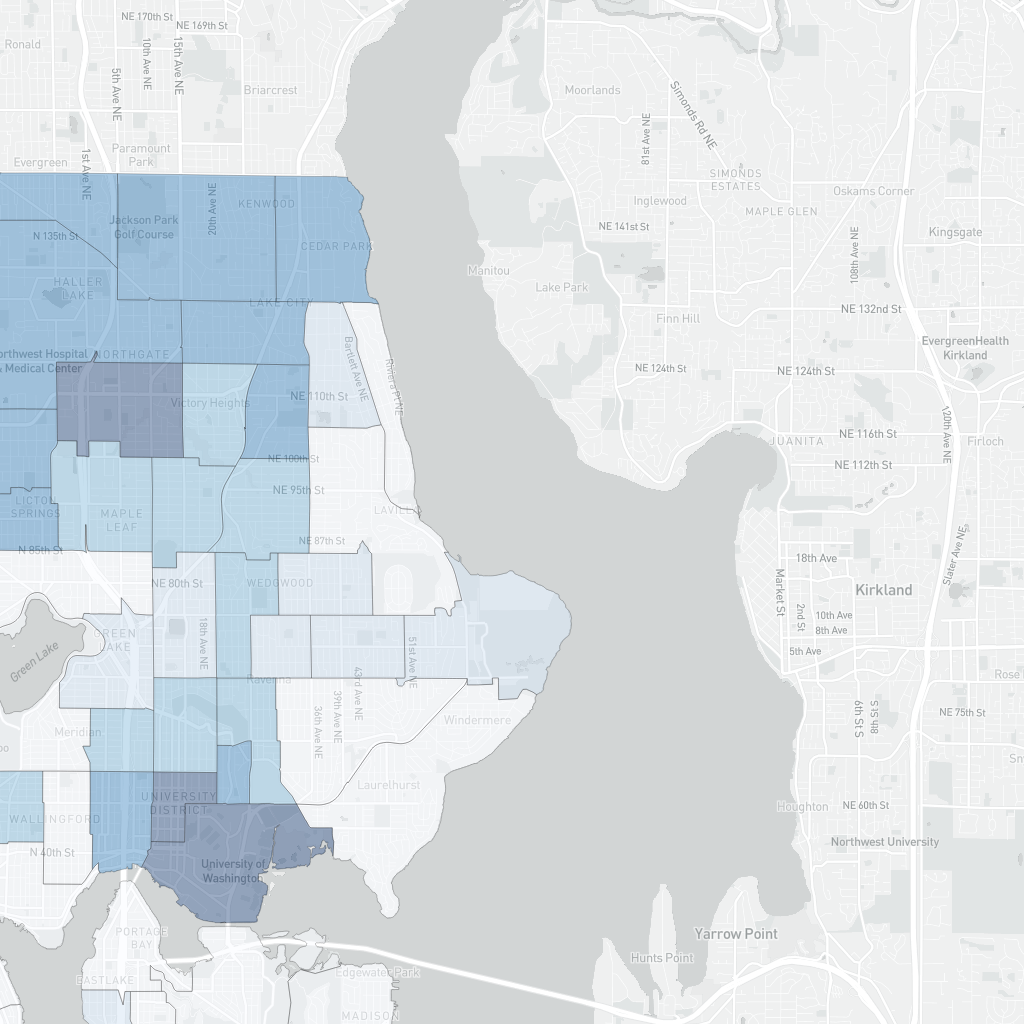 NE 170th St
NE 169th St
Ronald
10th Ave NE
15th Ave NE
5th Ave NE
Briarcrest
Moorlands
Simonds Rd NE
81st Ave NE
1st Ave NE
Paramount
Park
Evergreen
SIMONDS
ESTATES
Oskams Corner
20th Ave NE
KENWOOD
Inglewood
MAPLE GLEN
Jackson Park
Golf Course
N 135th St
CEDAR PARK
NE 141st St
108th Ave NE
Kingsgate
Manitou
HALLER
LAKE
Lake Park
LAKE CITY
NE 132nd St
Finn Hill
orthwest Hospital
& Medical Center
NORTHGATE
Bartlett Ave NE
Riviera Pl NE
EvergreenHealth
Kirkland
NE 124th St
NE 124th St
Victory Heights
NE 110th St
120th Ave NE
NE 116th St
JUANITA
Firloch
NE 100th St
NE 112th St
NE 95th St
LICTON
SPRINGS
MAPLE
LEAF
LAVILLA
NE 87th St
N 85th St
18th Ave
Slater Ave NE
NE 80th St
WEDGWOOD
Market St
Kirkland
2nd St
10th Ave
8th Ave
GREEN
LAKE
18th Ave NE
51st Ave NE
5th Ave
Green Lake
Ravenna
43rd Ave NE
39th Ave NE
36th Ave NE
Rose
6th St S
8th St S
NE 75th St
Windermere
Meridian
oo
Sn
Laurelhurst
UNIVERSITY
DISTRICT
Houghton
NE 60th St
WALLINGFORD
Northwest University
N 40th St
University of
Washington
PORTAGE
BAY
Yarrow Point
Hunts Point
EASTLAKE
Edgewater Park
MADISON